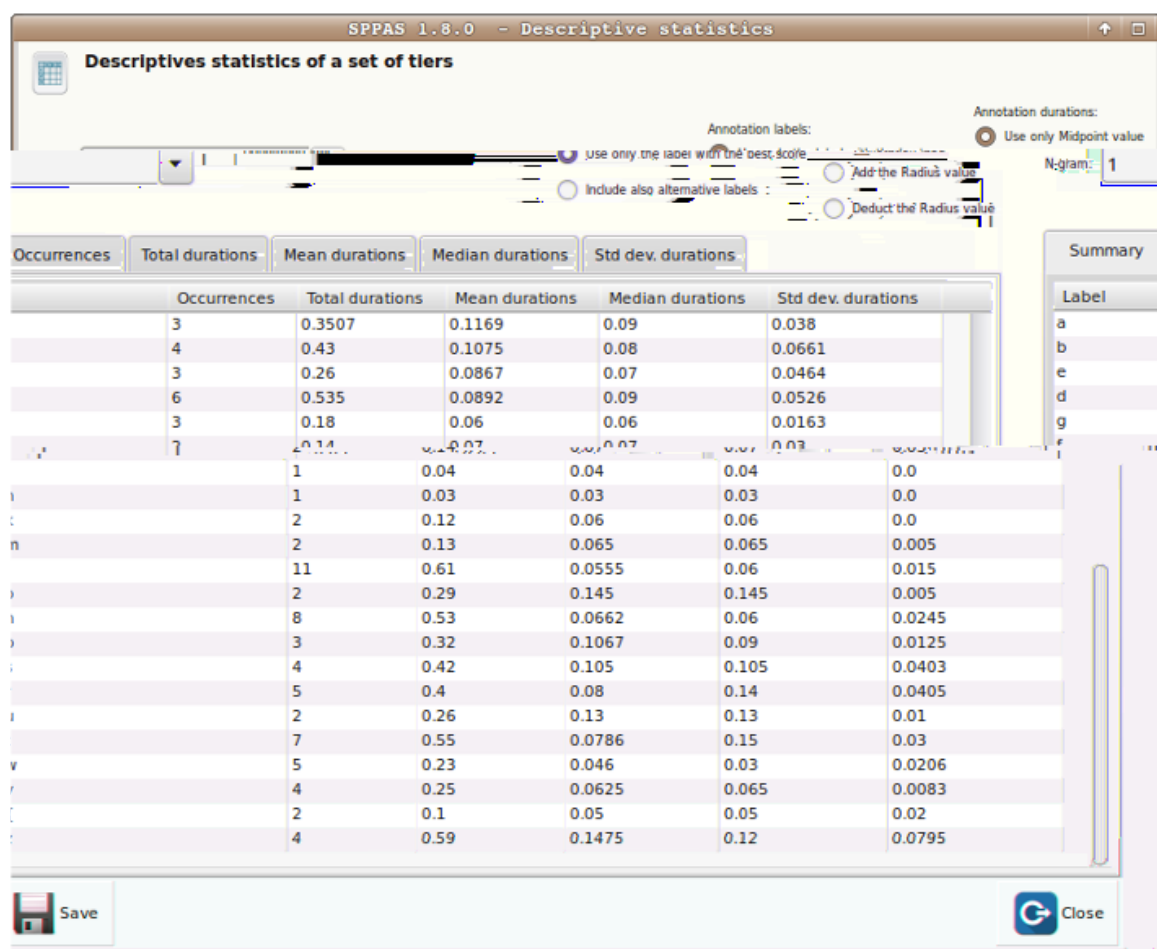 SPPAS 1.8.0 - Descriptive statistics
Descriptives statistics of a set of tiers
Annotation durations:
Annotation labels:
Use only Midpoint value
Use only the label with the best score
N-gram: 1
Add the Radius value
Include also alternative labels :
Deduct the Radius value
Occurrences Total durations Mean durations Median durations Std dev. durations Summary
Occurrences Total durations Mean durations Median durations Std dev. durations Label
3 0.3507 0.1169 0.09 0.038 a
4 0.43 0.1075 0.08 0.0661 b
3 0.26 0.0867 0.07 0.0464 e
6 0.535 0.0892 0.09 0.0526 d
3 0.18 0.06 0.06 0.0163 g
1 0.04 0.04 0.04 0.0
1 0.03 0.03 0.03 0.0
2 0.12 0.06 0.06 0.0
2 0.13 0.065 0.065 0.005
11 0.61 0.0555 0.06 0.015
2 0.29 0.145 0.145 0.005
8 0.53 0.0662 0.06 0.0245
3 0.32 0.1067 0.09 0.0125
4 0.42 0.105 0.105 0.0403
5 0.4 0.08 0.14 0.0405
2 0.26 0.13 0.13 0.01
7 0.55 0.0786 0.15 0.03
5 0.23 0.046 0.03 0.0206
4 0.25 0.0625 0.065 0.0083
2 0.1 0.05 0.05 0.02
4 0.59 0.1475 0.12 0.0795
Save Close